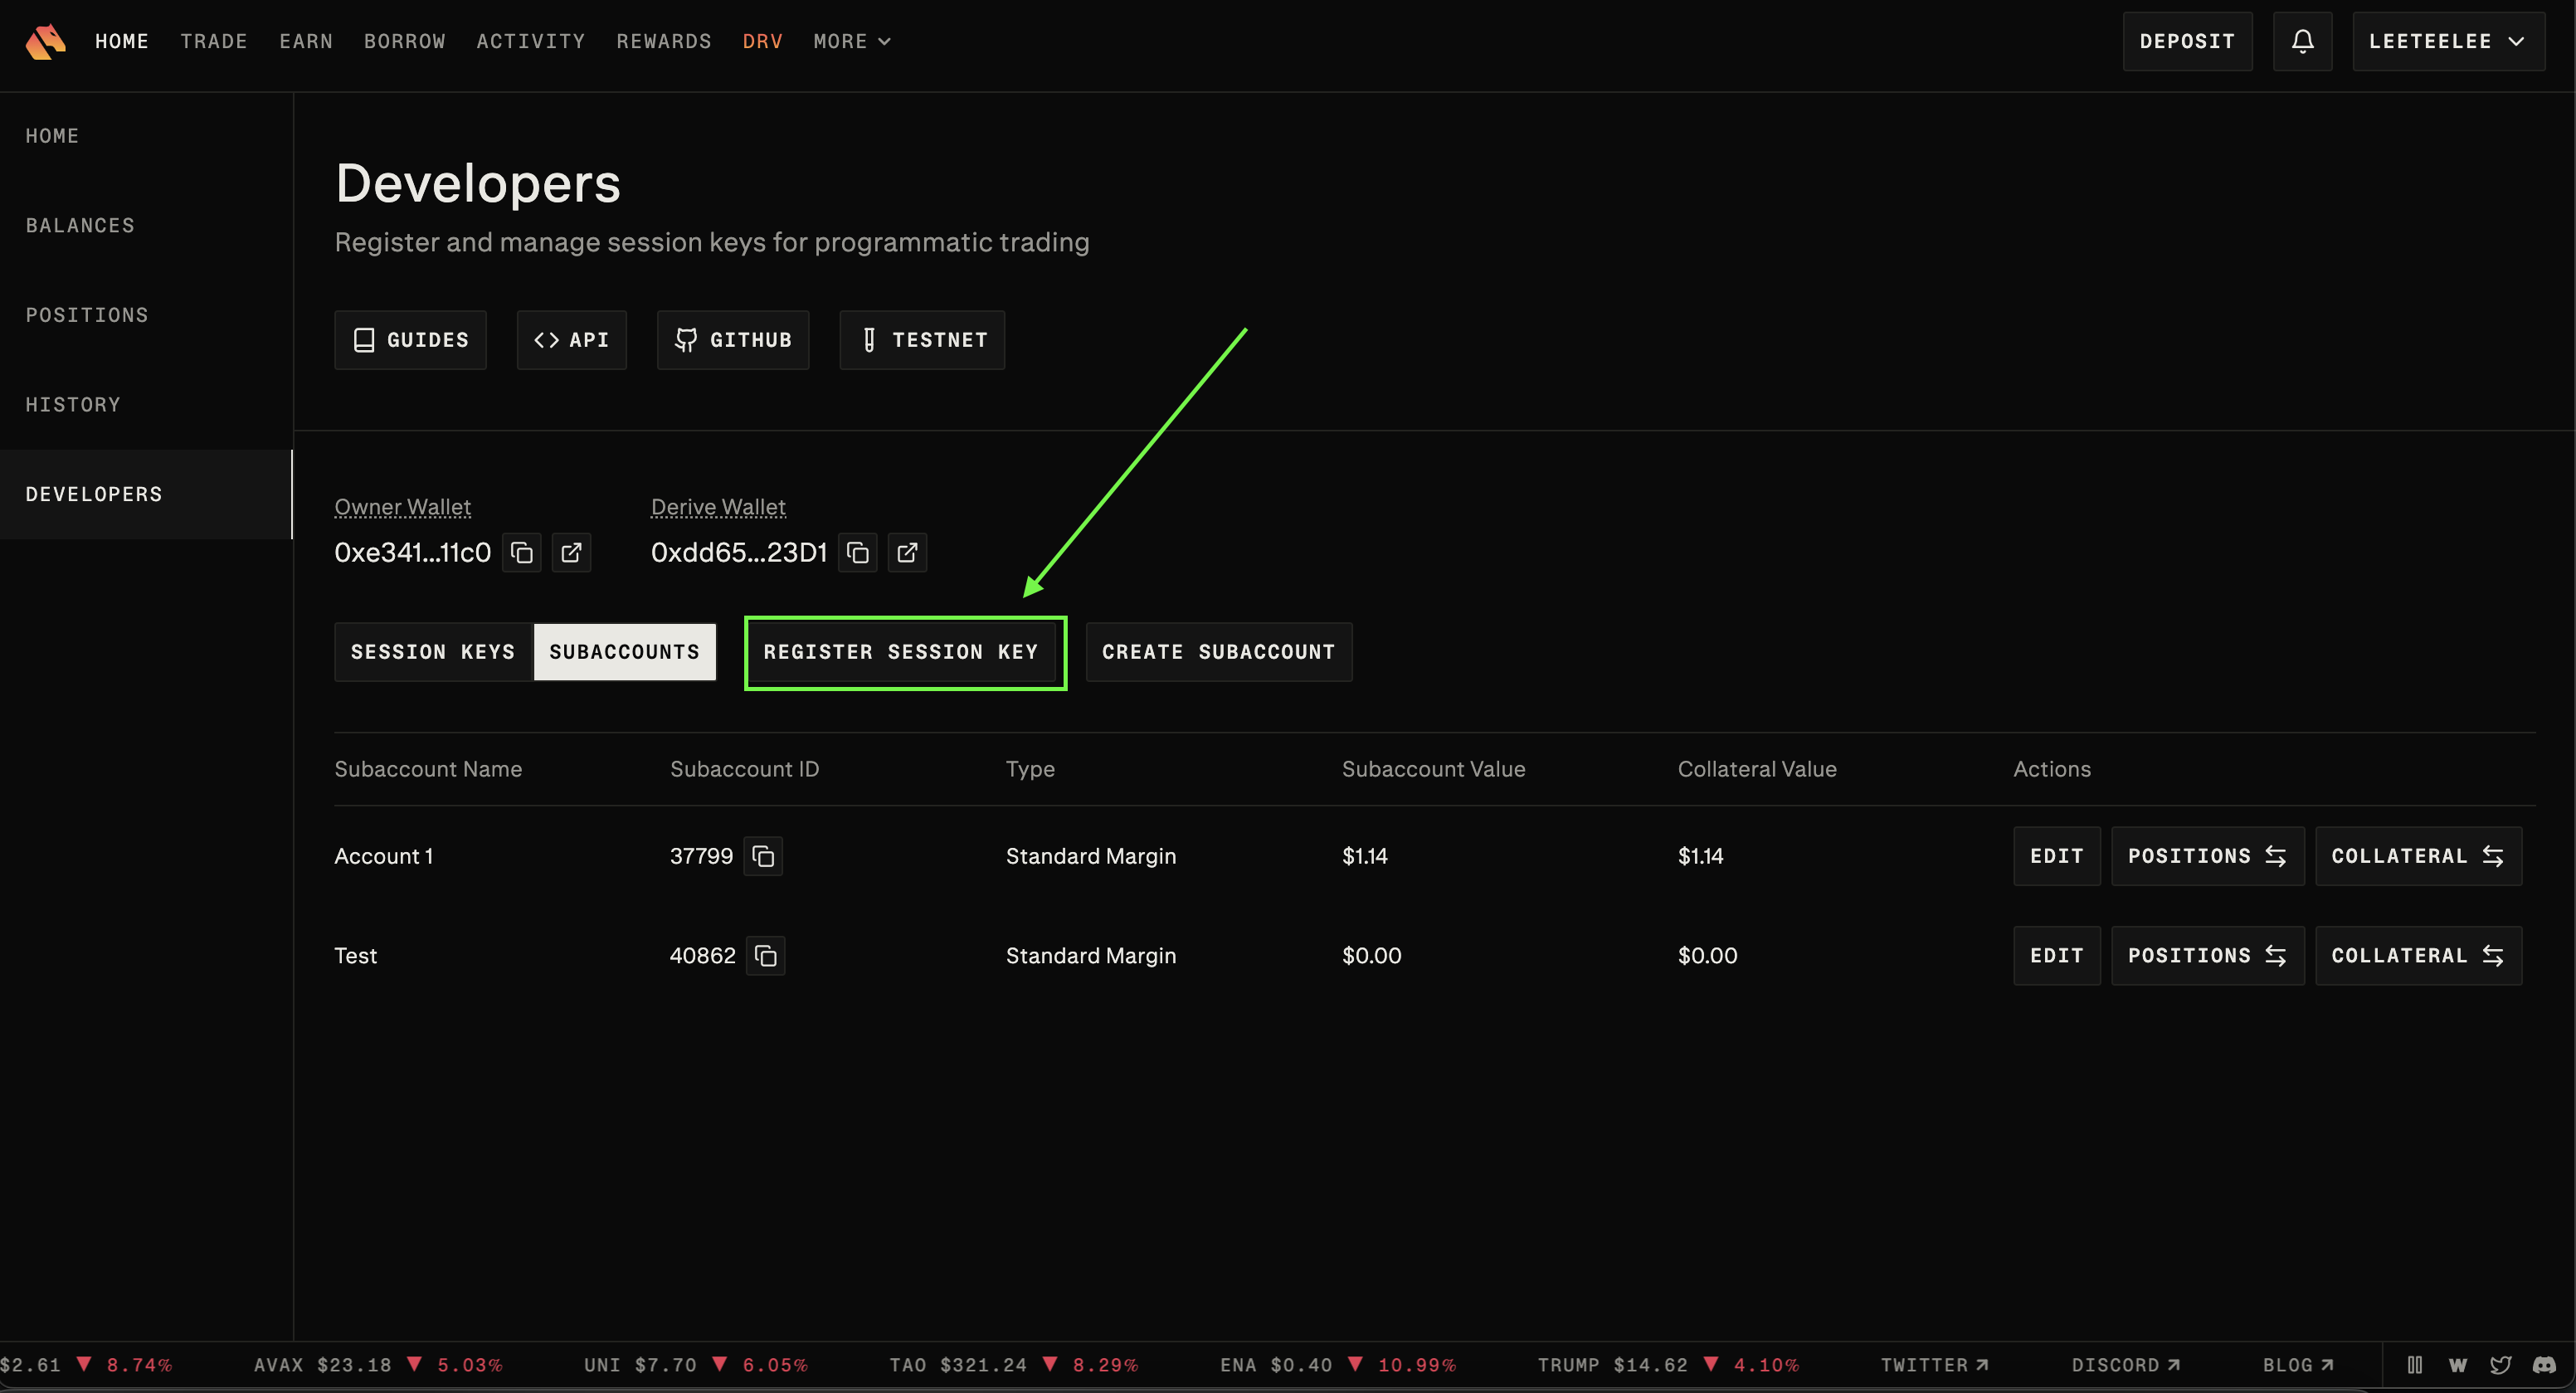 HOME TRADE EARN BORROW ACTIVITY REWARDS DRV MORE DEPOSIT LEETEELEE
HOME
BALANCES
POSITIONS
HISTORY
DEVELOPERS
Developers
Register and manage session keys for programmatic trading
GUIDES <> API GITHUB TESTNET
Owner Wallet Derive Wallet
0xe341...11c0 0xdd65...23D1
SESSION KEYS SUBACCOUNTS REGISTER SESSION KEY CREATE SUBACCOUNT
Subaccount Name Subaccount ID Type Subaccount Value Collateral Value Actions
Account 1 37799 Standard Margin $1.14 $1.14 EDIT POSITIONS COLLATERAL
Test 40862 Standard Margin $0.00 $0.00 EDIT POSITIONS COLLATERAL
$2.61 ▼ 8.74% AVAX $23.18 ▼ 5.03% UNI $7.70 ▼ 6.05% TAO $321.24 ▼ 8.29% ENA $0.40 ▼ 10.99% TRUMP $14.62 ▼ 4.10% TWITTER DISCORD BLOG W